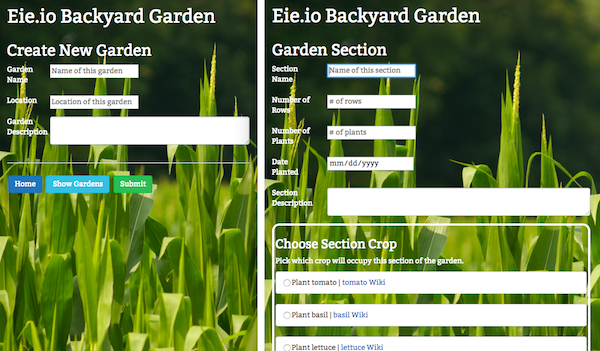 Eie.io Backyard Garden
Create New Garden
Garden
Name
Name of this garden
Location
Location of this garden
Garden
Description
Home
Show Gardens
Submit
Eie.io Backyard Garden
Garden Section
Section
Name
Name of this section
Number of
Rows
# of rows
Number of
Plants
# of plants
Date
Planted
mm/dd/yyyy
Section
Description
Choose Section Crop
Pick which crop will occupy this section of the garden.
Plant tomato | tomato Wiki
Plant basil | basil Wiki
Plant lettuce | lettuce Wiki